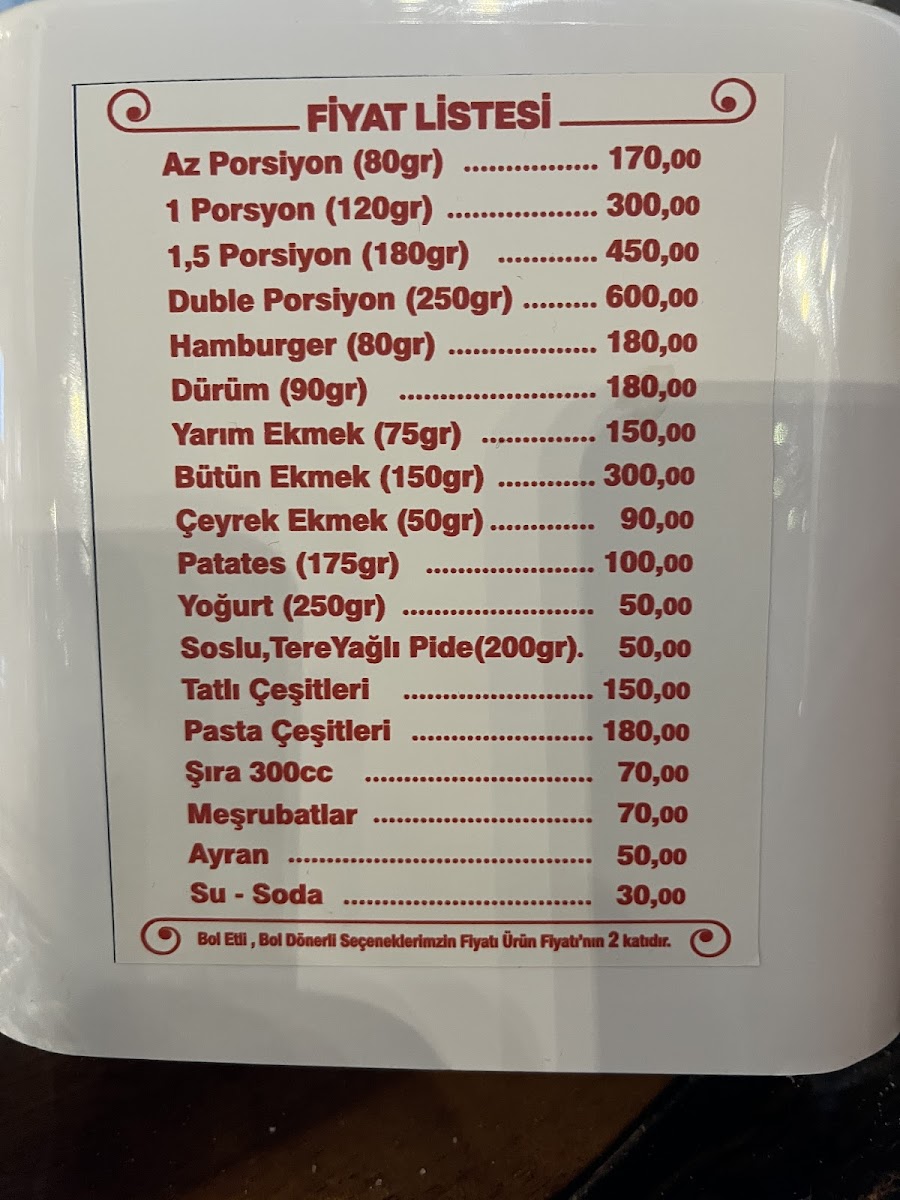 FİYAT LİSTESİ
Az Porsiyon (80gr) ................ 170,00
1 Porsyon (120gr) .................. 300,00
1,5 Porsiyon (180gr) ............ 450,00
Duble Porsiyon (250gr) ......... 600,00
Hamburger (80gr) .................. 180,00
Dürüm (90gr) ........................ 180,00
Yarım Ekmek (75gr) .............. 150,00
Bütün Ekmek (150gr) ............ 300,00
Çeyrek Ekmek (50gr)............. 90,00
Patates (175gr) .................... 100,00
Yoğurt (250gr) ....................... 50,00
Soslu,TereYağlı Pide(200gr). 50,00
Tatlı Çeşitleri ....................... 150,00
Pasta Çeşitleri ...................... 180,00
Şıra 300cc ............................ 70,00
Meşrubatlar ........................... 70,00
Ayran ..................................... 50,00
Su - Soda .............................. 30,00
Bol Etli , Bol Dönerli Seçeneklerimzin Fiyatı Ürün Fiyatı'nın 2 katıdır.